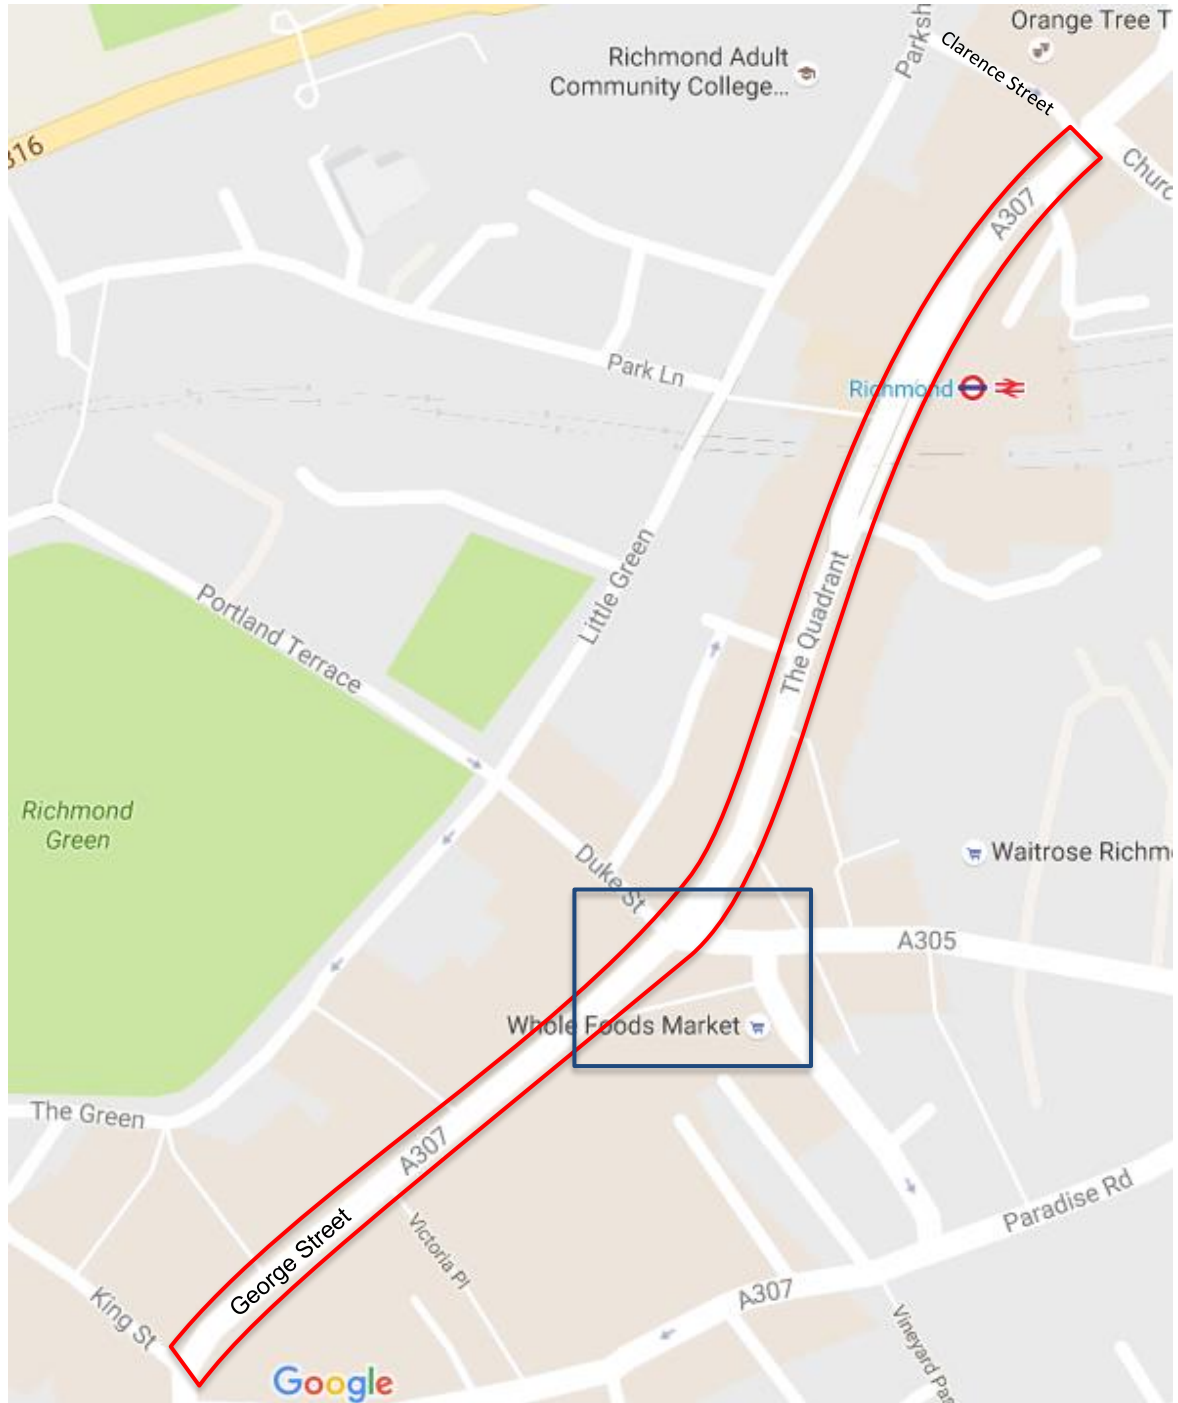 Orange Tree T
Parksh
Clarence Street
Richmond Adult
Community College...
316
Churc
A307
Park Ln
Richmond
Little Green
Portland Terrace
The Quadrant
Richmond
Green
Waitrose Richm
Duke St
A305
Whole Foods Market
The Green
A307
George Street
Victoria Pl
Paradise Rd
A307
King St
Vineyard Pas
Google